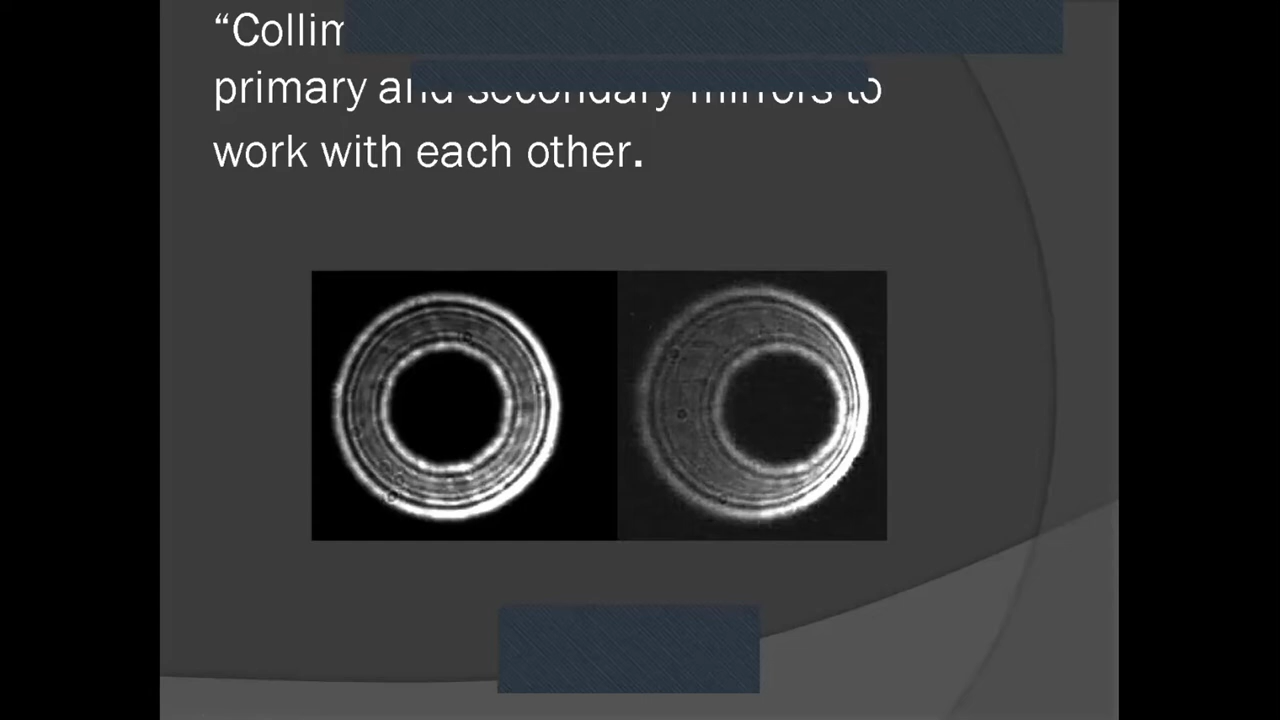 “Collim
primary and secondary mirrors to
work with each other.